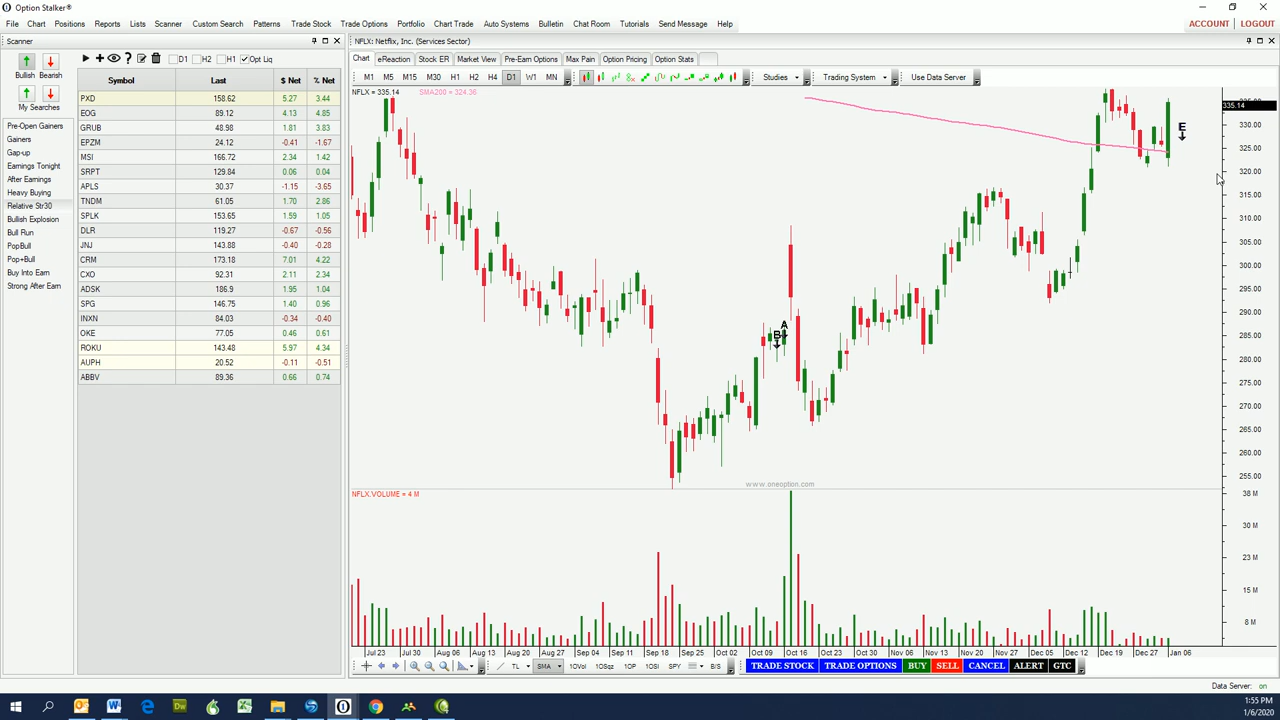 Option Stalker®
File Chart Positions Reports Lists Scanner Custom Search Patterns Trade Stock Trade Options Portfolio Chart Trade Auto Systems Bulletin Chat Room Tutorials Send Message Help ACCOUNT LOGOUT
Scanner
Bullish Bearish
My Searches
Pre-Open Gainers
Gainers
Gap-up
Earnings Tonight
After Earnings
Heavy Buying
Relative Str30
Bullish Explosion
Bull Run
PopBull
Pop+Bull
Buy Into Earn
Strong After Earn
D1 H2 H1 Opt Liq
Symbol Last $ Net % Net
PXD 158.62 5.27 3.44
EOG 89.12 4.13 4.85
GRUB 48.98 1.81 3.83
EPZM 24.12 -0.41 -1.67
MSI 166.72 2.34 1.42
SRPT 129.84 0.06 0.04
APLS 30.37 -1.15 -3.65
TNDM 61.05 1.70 2.86
SPLK 153.65 1.59 1.05
DLR 119.27 -0.67 -0.56
JNJ 143.88 -0.40 -0.28
CRM 173.18 7.01 4.22
CXO 92.31 2.11 2.34
ADSK 186.9 1.95 1.04
SPG 146.75 1.40 0.96
INXN 84.03 -0.34 -0.40
OKE 77.05 0.46 0.61
ROKU 143.48 5.97 4.34
AUPH 20.52 -0.11 -0.51
ABBV 89.36 0.66 0.74
NFLX: Netflix, Inc. (Services Sector)
Chart eReaction Stock ER Market View Pre-Earn Options Max Pain Option Pricing Option Stats
M1 M5 M15 M30 H1 H2 H4 D1 W1 MN Studies Trading System Use Data Server
NFLX = 335.14 SMA200 = 324.36
335.14
330.00
E
325.00
320.00
315.00
310.00
305.00
300.00
295.00
290.00
A
B
285.00
280.00
275.00
270.00
265.00
260.00
255.00
www.oneoption.com
NFLX.VOLUME = 4 M
38 M
30 M
23 M
15 M
8 M
Jul 23 Jul 30 Aug 06 Aug 13 Aug 20 Aug 27 Sep 04 Sep 11 Sep 18 Sep 25 Oct 02 Oct 09 Oct 16 Oct 23 Oct 30 Nov 06 Nov 13 Nov 20 Nov 27 Dec 05 Dec 12 Dec 19 Dec 27 Jan 06
TL SMA 1OVol 1OSqz 1OP 1OSI SPY B/S TRADE STOCK TRADE OPTIONS BUY SELL CANCEL ALERT GTC
Data Server: on
1:55 PM
1/6/2020